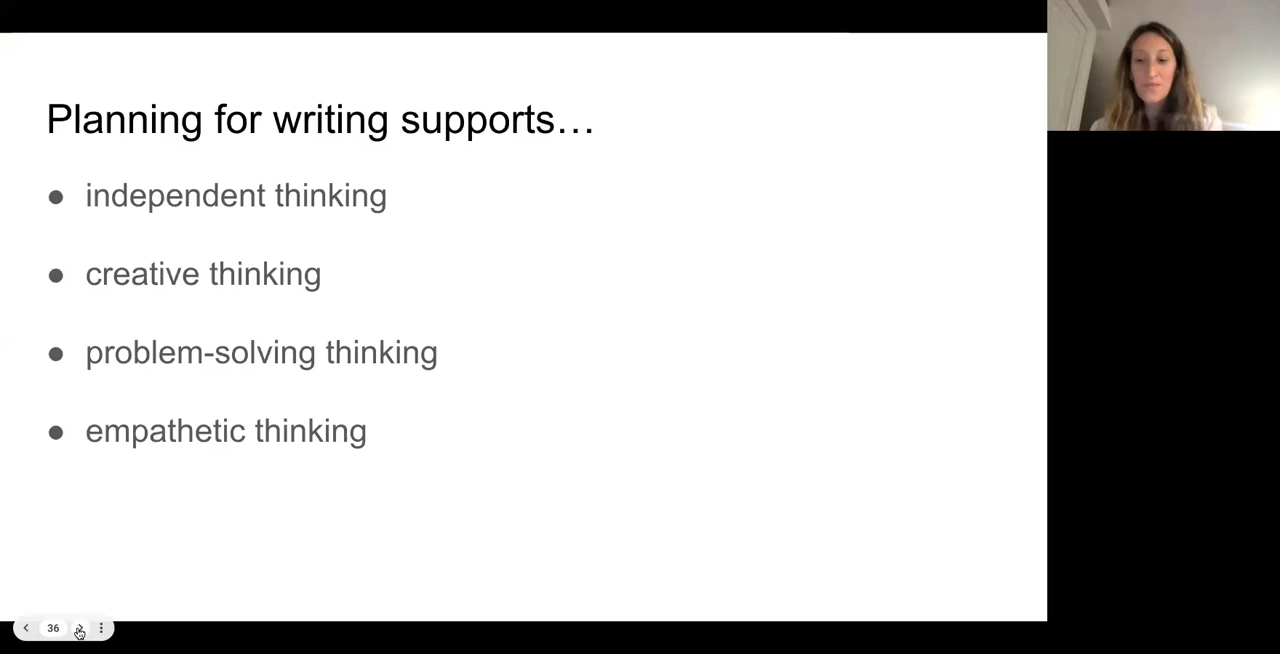 Planning for writing supports…
● independent thinking
● creative thinking
● problem-solving thinking
● empathetic thinking
36